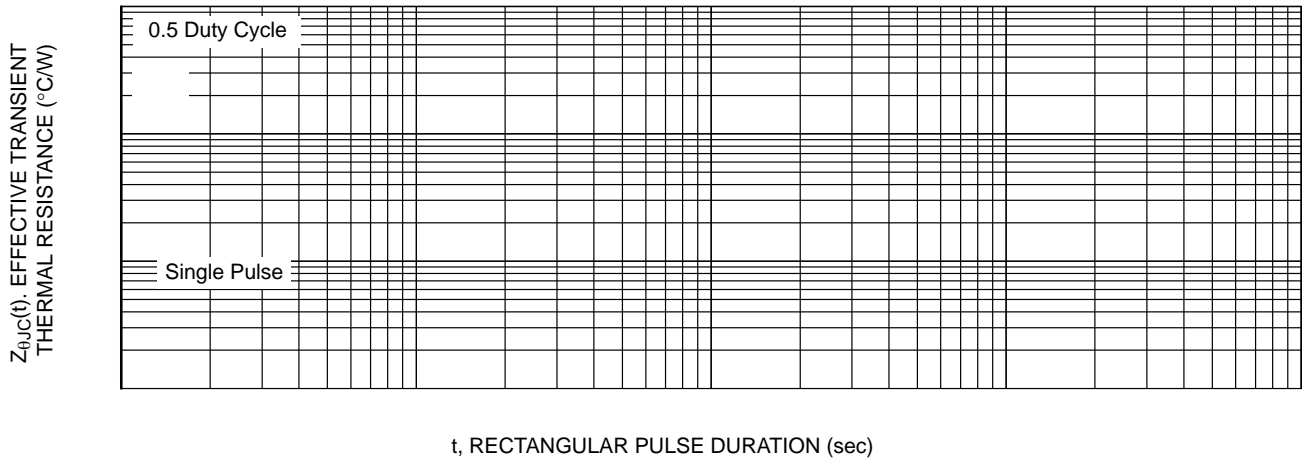 0.5 Duty Cycle
Single Pulse
ZθJC(t). EFFECTIVE TRANSIENT
THERMAL RESISTANCE (°C/W)
t, RECTANGULAR PULSE DURATION (sec)